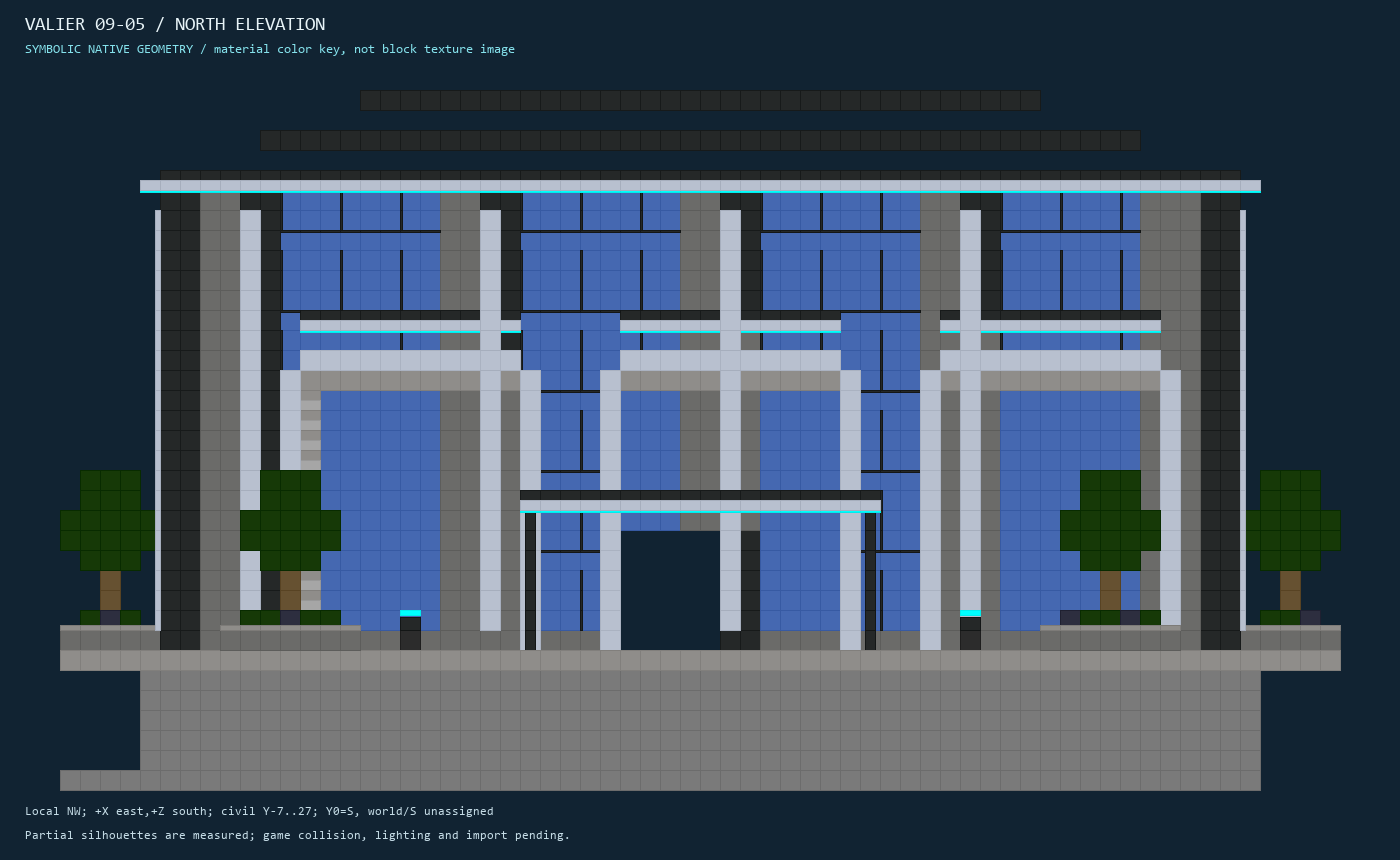 VALIER 09-05 / NORTH ELEVATION
SYMBOLIC NATIVE GEOMETRY / material color key, not block texture image
Local NW; +X east,+Z south; civil Y-7..27; Y0=S, world/S unassigned
Partial silhouettes are measured; game collision, lighting and import pending.